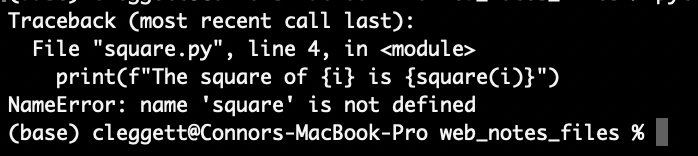 Traceback (most recent call last):
File "square.py", line 4, in <module>
print(f"The square of {i} is {square(i)}")
NameError: name 'square' is not defined
(base) cleggett@Connors-MacBook-Pro web_notes_files %